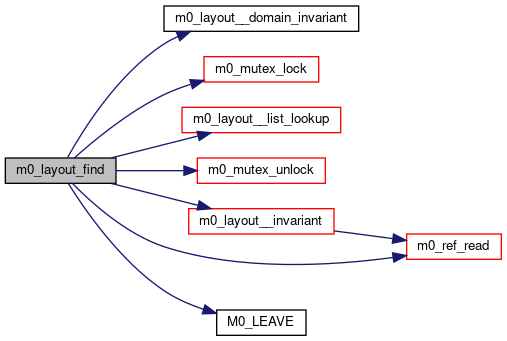 m0_layout__domain_invariant
m0_mutex_lock
m0_layout__list_lookup
m0_layout_find
m0_mutex_unlock
m0_layout__invariant
m0_ref_read
M0_LEAVE